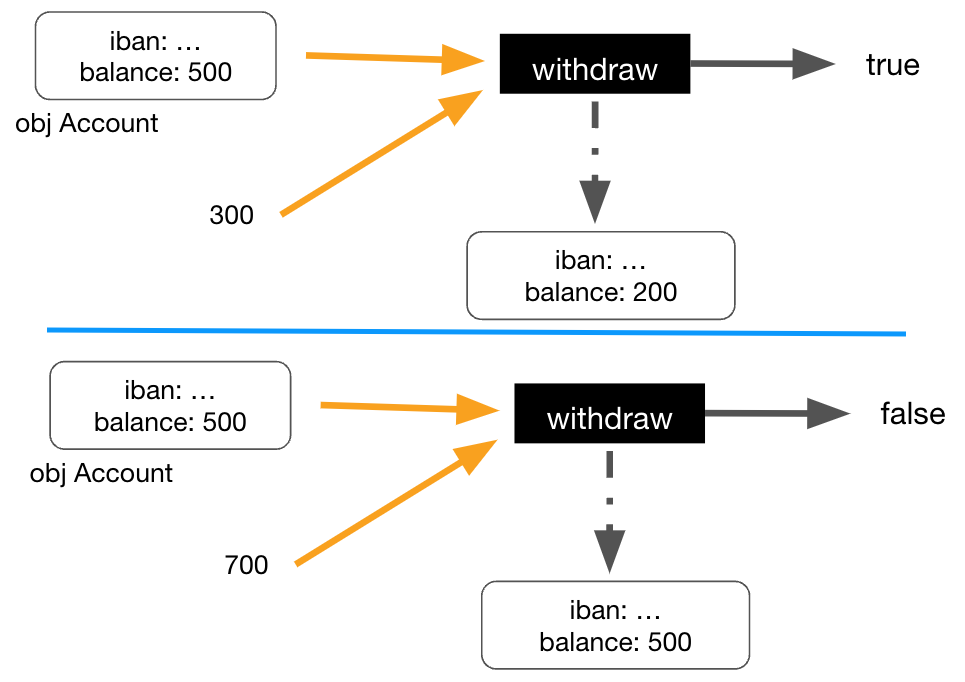 iban: …
balance: 500
withdraw
true
obj Account
300
iban: …
balance: 200
iban: …
balance: 500
withdraw
false
obj Account
700
iban: …
balance: 500